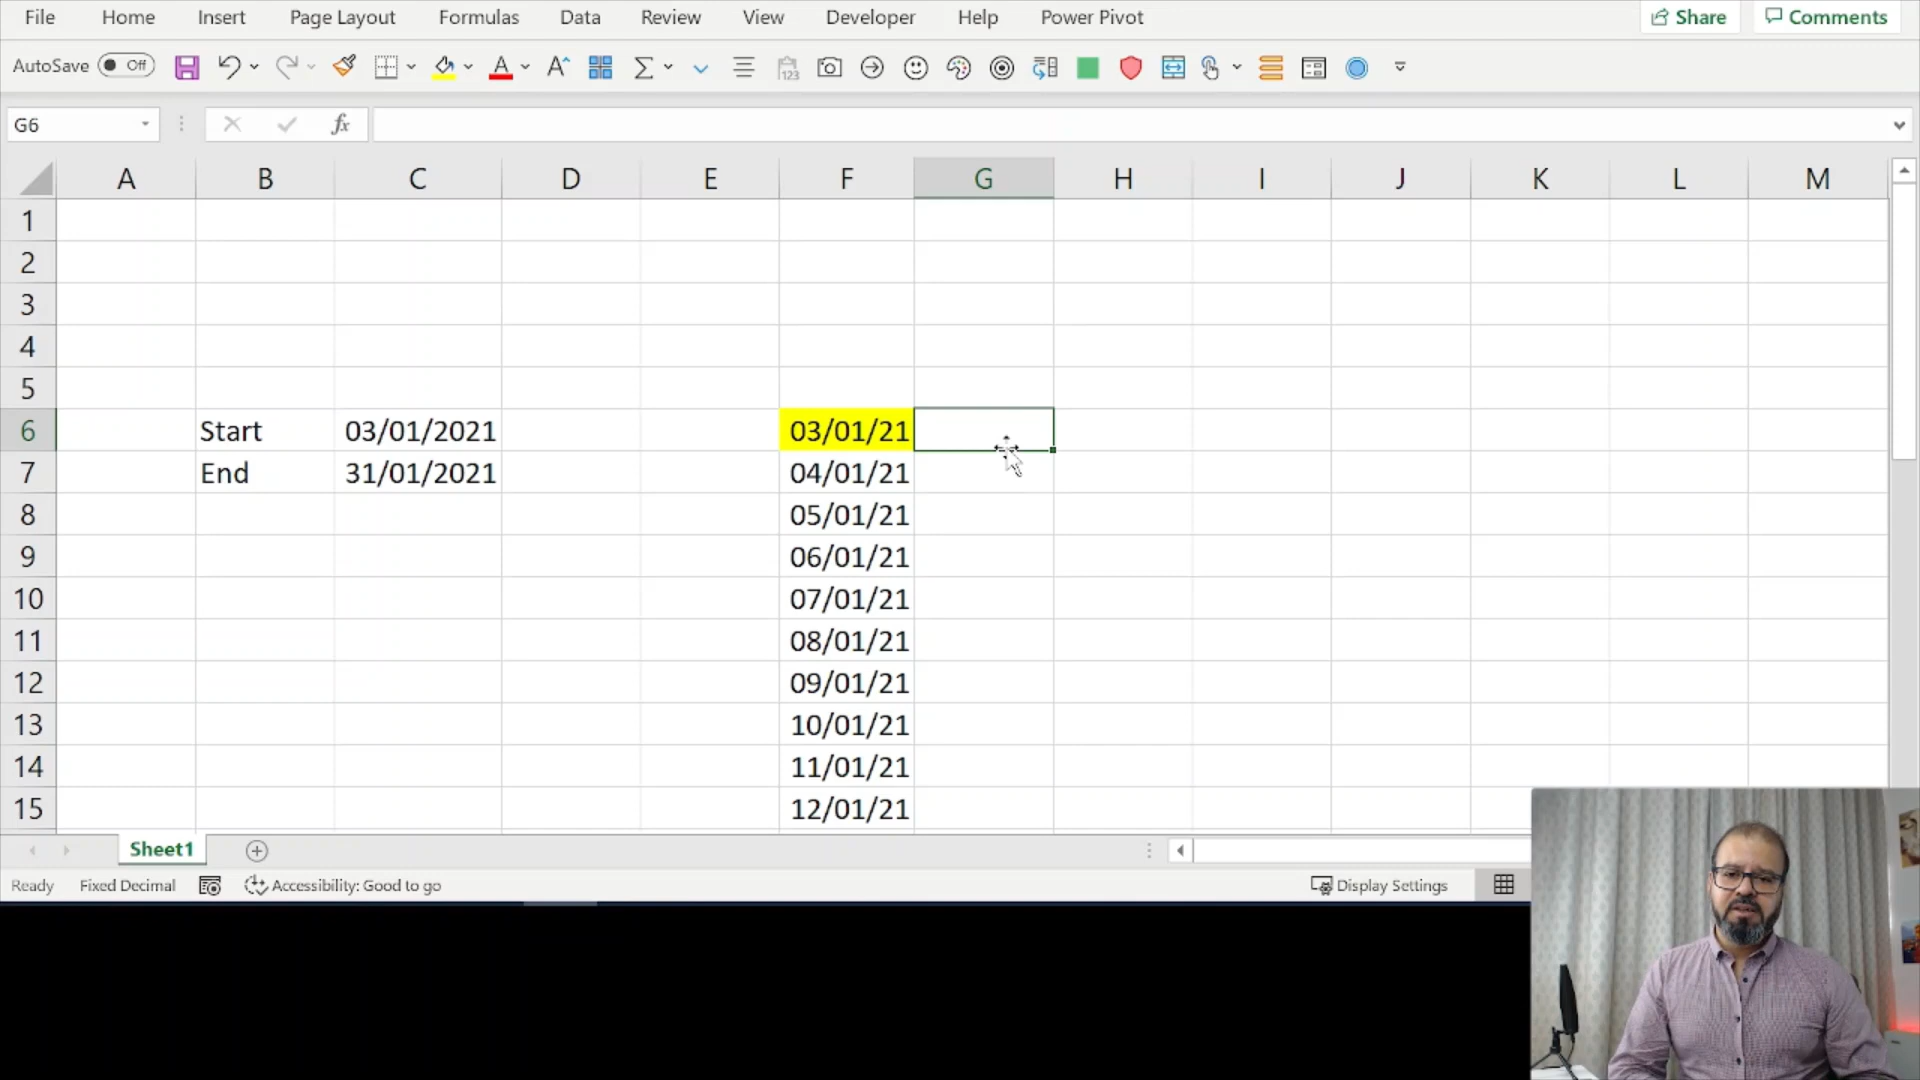 File Home Insert Page Layout Formulas Data Review View Developer Help Power Pivot Share Comments
AutoSave Off
G6 fx
A B C D E F G H I J K L M
1
2
3
4
5
6 Start 03/01/2021 03/01/21
7 End 31/01/2021 04/01/21
8 05/01/21
9 06/01/21
10 07/01/21
11 08/01/21
12 09/01/21
13 10/01/21
14 11/01/21
15 12/01/21
Sheet1
Ready Fixed Decimal Accessibility: Good to go Display Settings